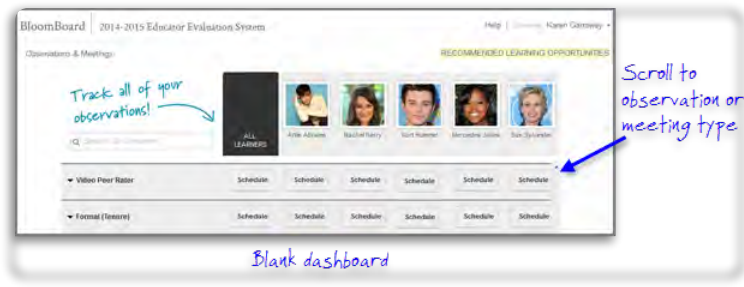 BloomBoard 2014-2015 Educator Evaluation System Help Karen Gateway
Observations & Meetings RECOMMENDED LEARNING OPPORTUNITIES
Track all of your
observations!
Scroll to
observation or
meeting type
ALL
LEARNERS
Artie Abrams Rachel Berry Kurt Hummel Mercedes Jones Sue Sylvester
Video Peer Rater Schedule Schedule Schedule Schedule Schedule Schedule
Formal (Tenure) Schedule Schedule Schedule Schedule Schedule Schedule
Blank dashboard